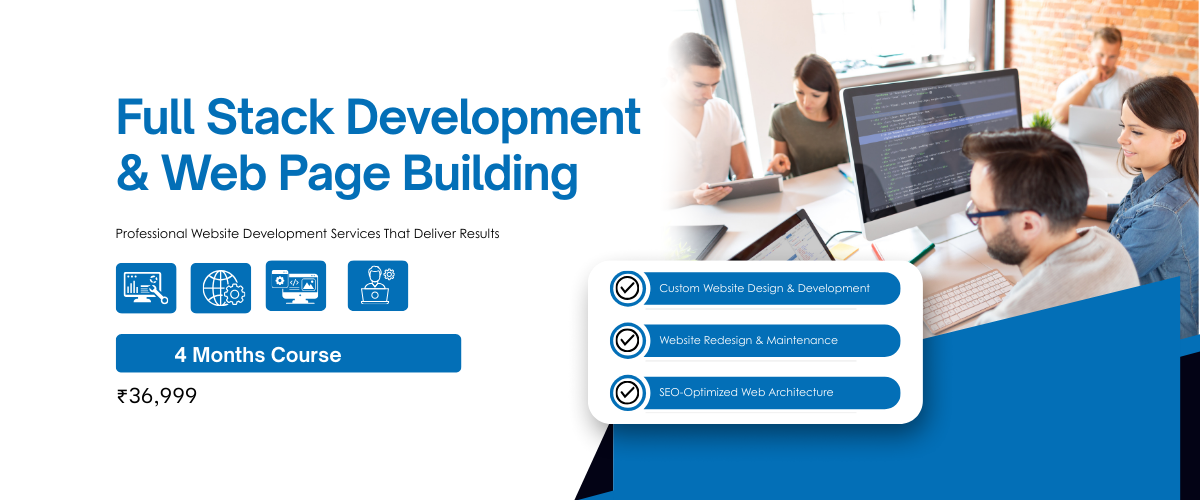 Full Stack Development
& Web Page Building
Professional Website Development Services That Deliver Results
4 Months Course
₹36,999
Custom Website Design & Development
Website Redesign & Maintenance
SEO-Optimized Web Architecture